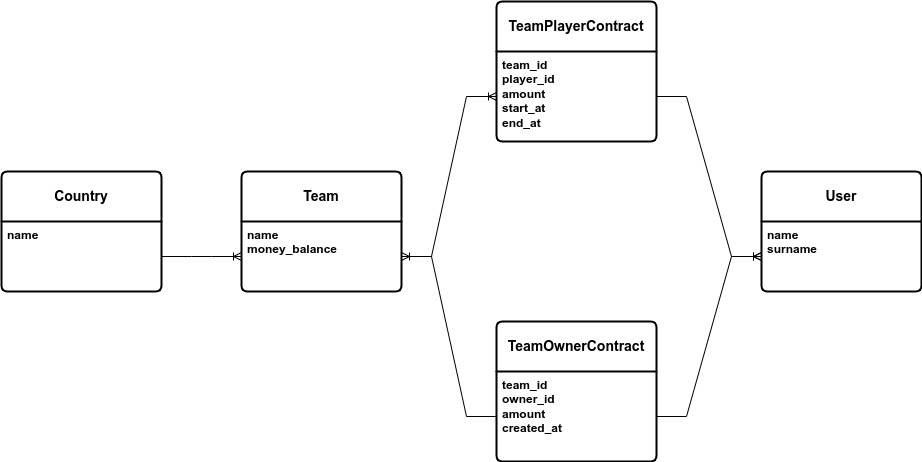 TeamPlayerContract
team_id
player_id
amount
start_at
end_at
Country
name
Team
name
money_balance
User
name
surname
TeamOwnerContract
team_id
owner_id
amount
created_at